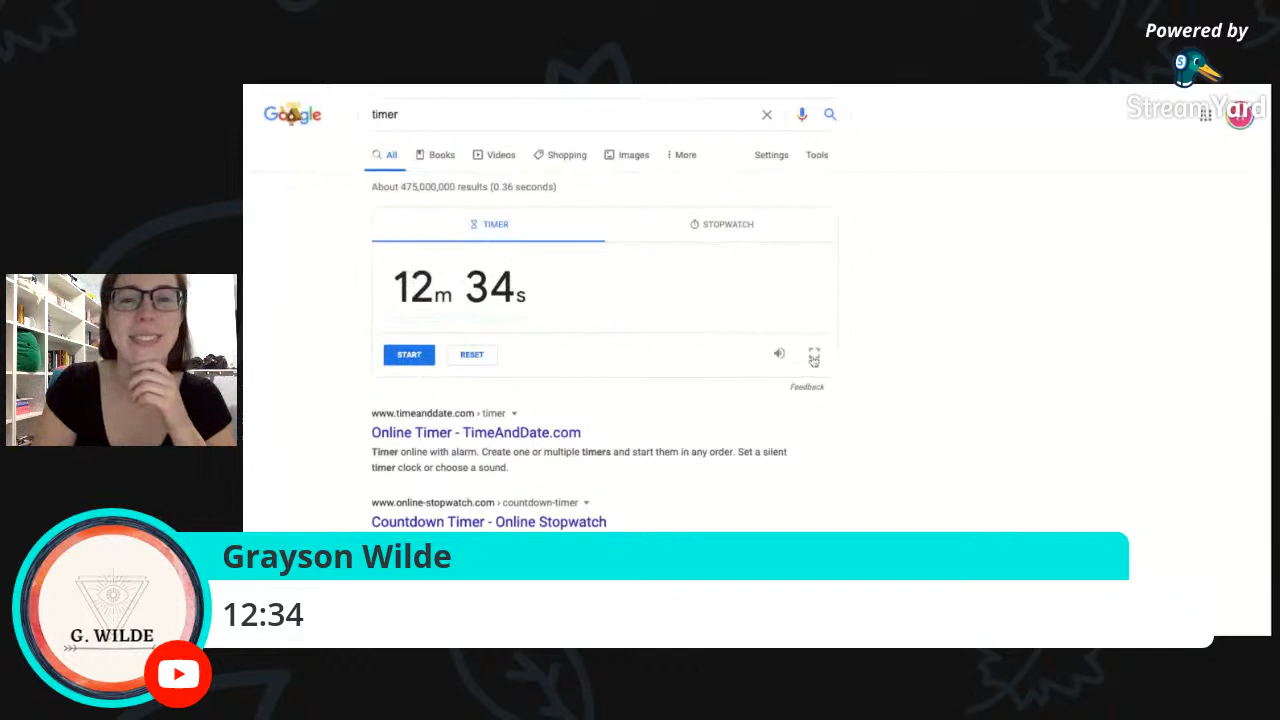 Powered by
StreamYard
Google
timer
All
Books
Videos
Shopping
Images
More
Settings
Tools
About 475,000,000 results (0.36 seconds)
TIMER
STOPWATCH
12m 34s
START
RESET
Feedback
www.timeanddate.com › timer
Online Timer - TimeAndDate.com
Timer online with alarm. Create one or multiple timers and start them in any order. Set a silent
timer clock or choose a sound.
www.online-stopwatch.com › countdown-timer
Countdown Timer - Online Stopwatch
Grayson Wilde
12:34
G. WILDE